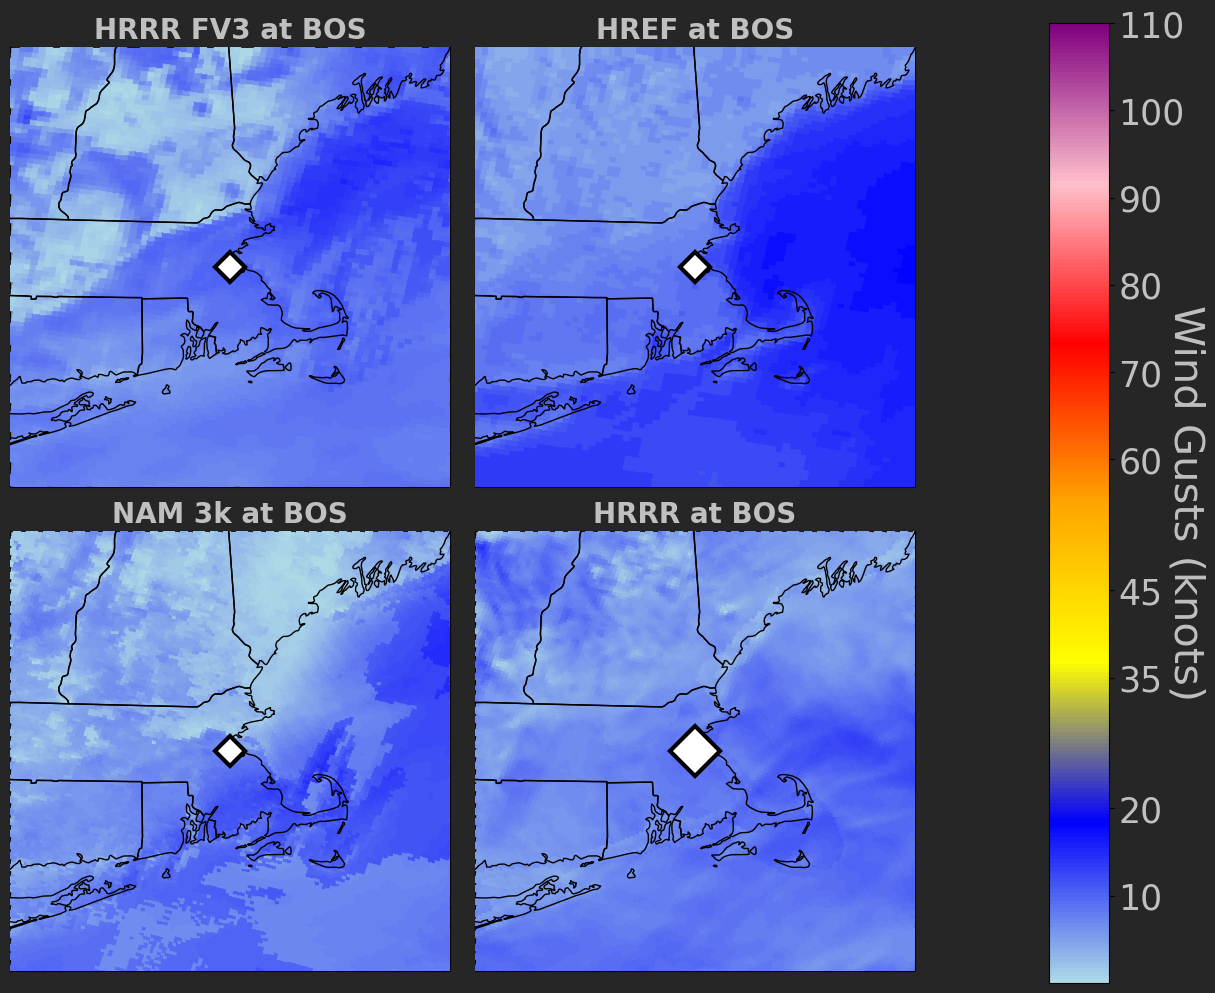 HRRR FV3 at BOS
HREF at BOS
NAM 3k at BOS
HRRR at BOS
110
100
90
80
70
60
45
35
20
10
Wind Gusts (knots)